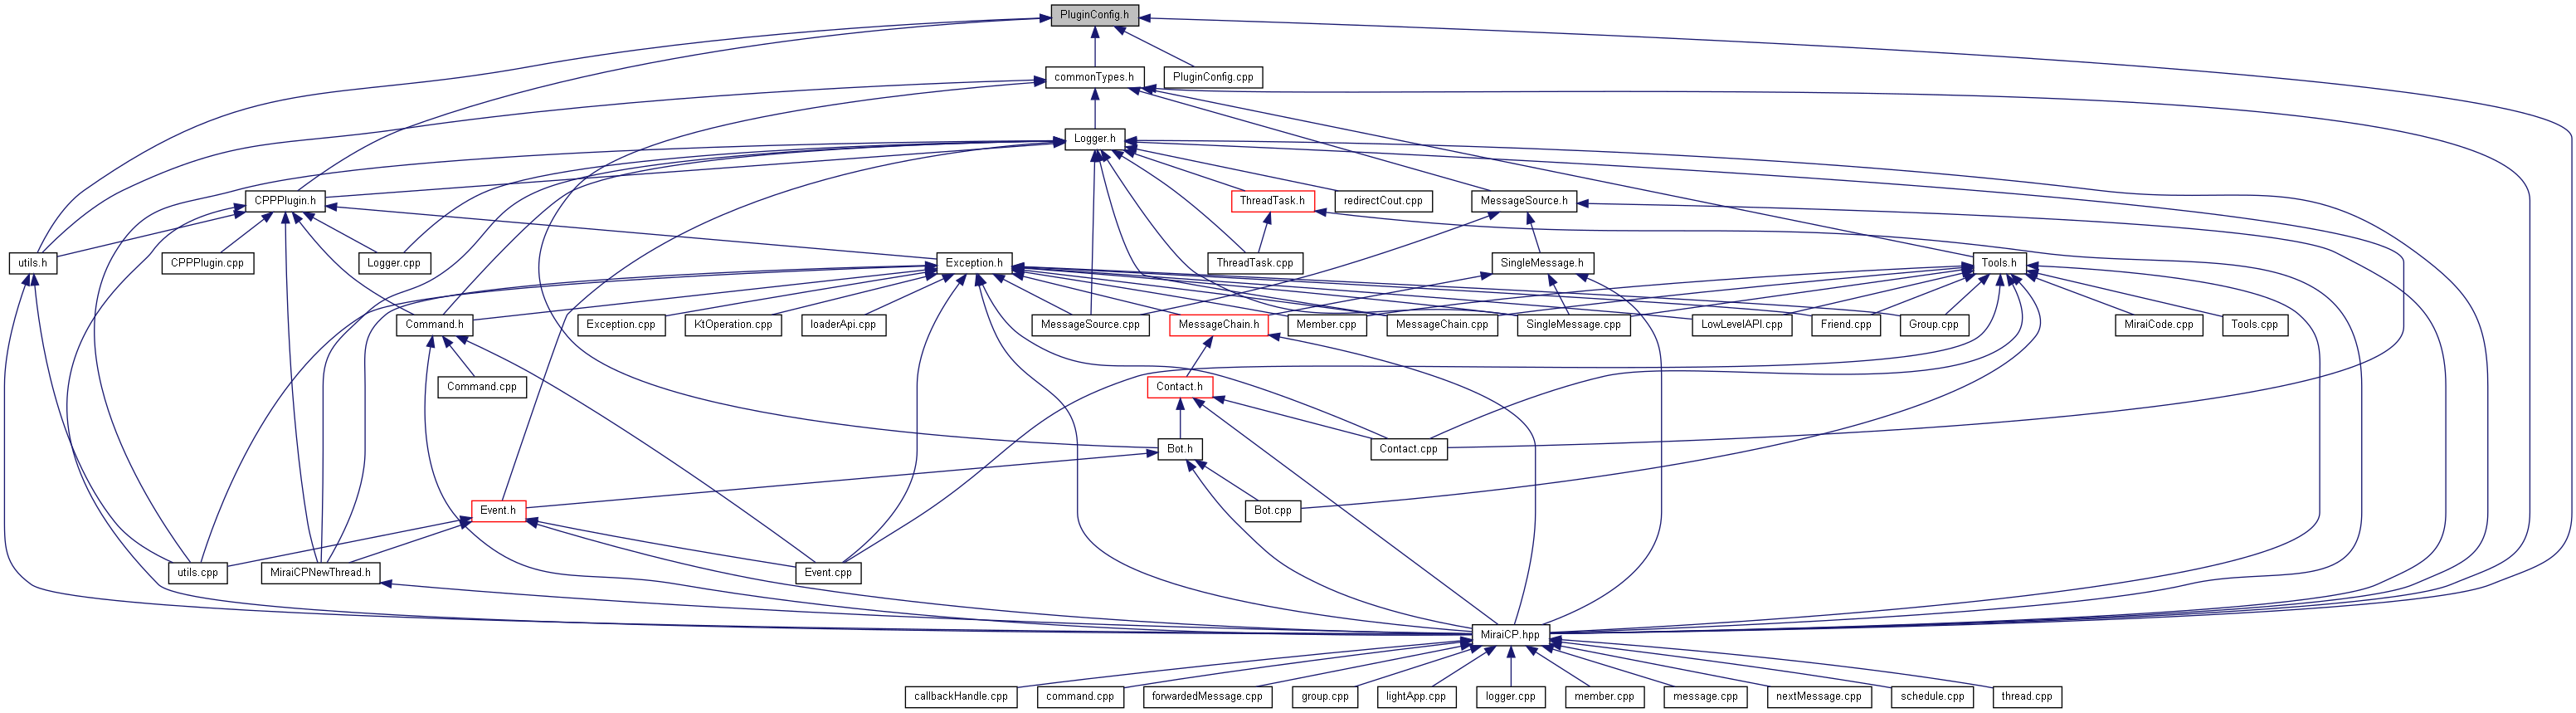 PluginConfig.h
commonTypes.h
PluginConfig.cpp
Logger.h
CPPPlugin.h
ThreadTask.h
redirectCout.cpp
MessageSource.h
utils.h
CPPPlugin.cpp
Logger.cpp
Exception.h
ThreadTask.cpp
SingleMessage.h
Tools.h
Command.h
Exception.cpp
KtOperation.cpp
loaderApi.cpp
MessageSource.cpp
MessageChain.h
Member.cpp
MessageChain.cpp
SingleMessage.cpp
LowLevelAPI.cpp
Friend.cpp
Group.cpp
MiraiCode.cpp
Tools.cpp
Command.cpp
Contact.h
Bot.h
Contact.cpp
Event.h
Bot.cpp
utils.cpp
MiraiCPNewThread.h
Event.cpp
MiraiCP.hpp
callbackHandle.cpp
command.cpp
forwardedMessage.cpp
group.cpp
lightApp.cpp
logger.cpp
member.cpp
message.cpp
nextMessage.cpp
schedule.cpp
thread.cpp